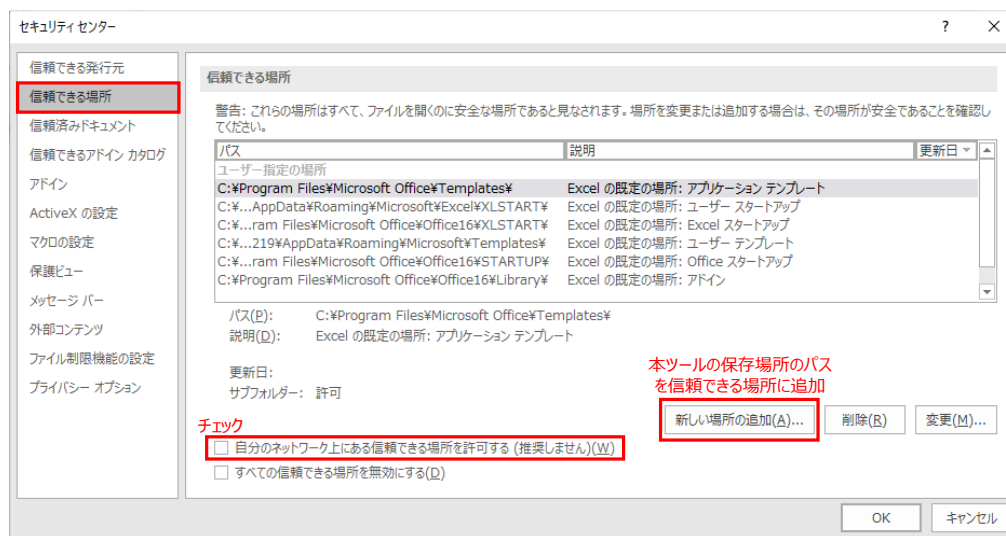 セキュリティ センター
? ×
信頼できる発行元
信頼できる場所
信頼済みドキュメント
信頼できるアドイン カタログ
アドイン
ActiveX の設定
マクロの設定
保護ビュー
メッセージ バー
外部コンテンツ
ファイル制限機能の設定
プライバシー オプション
信頼できる場所
警告: これらの場所はすべて、ファイルを開くのに安全な場所であると見なされます。場所を変更または追加する場合は、その場所が安全であることを確認し
てください。
パス 説明 更新日
ユーザー指定の場所
C:¥Program Files¥Microsoft Office¥Templates¥ Excel の既定の場所: アプリケーション テンプレート
C:¥...AppData¥Roaming¥Microsoft¥Excel¥XLSTART¥ Excel の既定の場所: ユーザー スタートアップ
C:¥...ram Files¥Microsoft Office¥Office16¥XLSTART¥ Excel の既定の場所: Excel スタートアップ
C:¥...219¥AppData¥Roaming¥Microsoft¥Templates¥ Excel の既定の場所: ユーザー テンプレート
C:¥...ram Files¥Microsoft Office¥Office16¥STARTUP¥ Excel の既定の場所: Office スタートアップ
C:¥Program Files¥Microsoft Office¥Office16¥Library¥ Excel の既定の場所: アドイン
パス(P): C:¥Program Files¥Microsoft Office¥Templates¥
説明(D): Excel の既定の場所: アプリケーション テンプレート
更新日:
サブフォルダー: 許可
本ツールの保存場所のパス
を信頼できる場所に追加
新しい場所の追加(A)... 削除(R) 変更(M)...
チェック
自分のネットワーク上にある信頼できる場所を許可する (推奨しません)(W)
すべての信頼できる場所を無効にする(D)
OK キャンセル